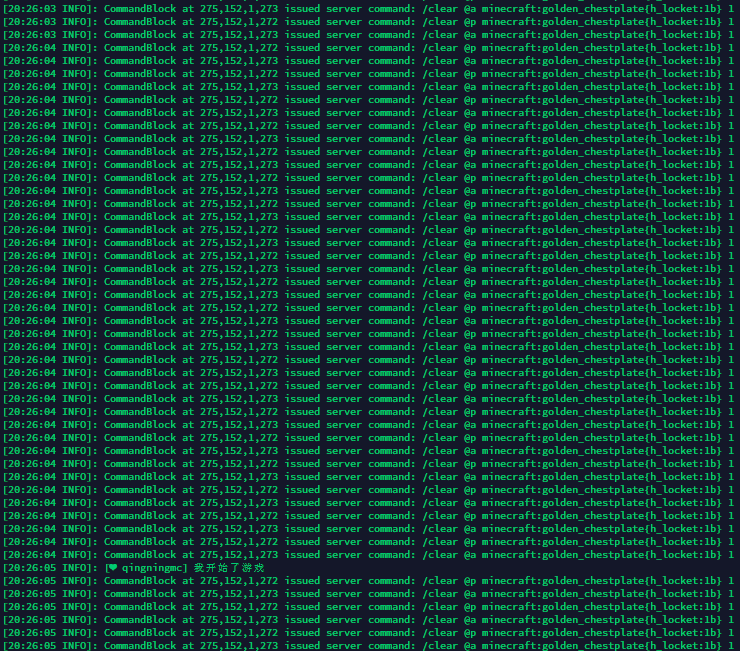 [20:26:03 INFO]: CommandBlock at 275,152,1,273 issued server command: /clear @a minecraft:golden_chestplate{h_locket:1b} 1
[20:26:03 INFO]: CommandBlock at 275,152,1,272 issued server command: /clear @p minecraft:golden_chestplate{h_locket:1b} 1
[20:26:03 INFO]: CommandBlock at 275,152,1,273 issued server command: /clear @a minecraft:golden_chestplate{h_locket:1b} 1
[20:26:04 INFO]: CommandBlock at 275,152,1,273 issued server command: /clear @a minecraft:golden_chestplate{h_locket:1b} 1
[20:26:04 INFO]: CommandBlock at 275,152,1,272 issued server command: /clear @p minecraft:golden_chestplate{h_locket:1b} 1
[20:26:04 INFO]: CommandBlock at 275,152,1,272 issued server command: /clear @p minecraft:golden_chestplate{h_locket:1b} 1
[20:26:04 INFO]: CommandBlock at 275,152,1,273 issued server command: /clear @a minecraft:golden_chestplate{h_locket:1b} 1
[20:26:04 INFO]: CommandBlock at 275,152,1,272 issued server command: /clear @p minecraft:golden_chestplate{h_locket:1b} 1
[20:26:04 INFO]: CommandBlock at 275,152,1,273 issued server command: /clear @a minecraft:golden_chestplate{h_locket:1b} 1
[20:26:04 INFO]: CommandBlock at 275,152,1,272 issued server command: /clear @p minecraft:golden_chestplate{h_locket:1b} 1
[20:26:04 INFO]: CommandBlock at 275,152,1,273 issued server command: /clear @a minecraft:golden_chestplate{h_locket:1b} 1
[20:26:04 INFO]: CommandBlock at 275,152,1,272 issued server command: /clear @p minecraft:golden_chestplate{h_locket:1b} 1
[20:26:04 INFO]: CommandBlock at 275,152,1,273 issued server command: /clear @a minecraft:golden_chestplate{h_locket:1b} 1
[20:26:04 INFO]: CommandBlock at 275,152,1,273 issued server command: /clear @a minecraft:golden_chestplate{h_locket:1b} 1
[20:26:04 INFO]: CommandBlock at 275,152,1,272 issued server command: /clear @p minecraft:golden_chestplate{h_locket:1b} 1
[20:26:04 INFO]: CommandBlock at 275,152,1,273 issued server command: /clear @a minecraft:golden_chestplate{h_locket:1b} 1
[20:26:04 INFO]: CommandBlock at 275,152,1,272 issued server command: /clear @p minecraft:golden_chestplate{h_locket:1b} 1
[20:26:04 INFO]: CommandBlock at 275,152,1,272 issued server command: /clear @p minecraft:golden_chestplate{h_locket:1b} 1
[20:26:04 INFO]: CommandBlock at 275,152,1,273 issued server command: /clear @a minecraft:golden_chestplate{h_locket:1b} 1
[20:26:04 INFO]: CommandBlock at 275,152,1,272 issued server command: /clear @p minecraft:golden_chestplate{h_locket:1b} 1
[20:26:04 INFO]: CommandBlock at 275,152,1,273 issued server command: /clear @a minecraft:golden_chestplate{h_locket:1b} 1
[20:26:04 INFO]: CommandBlock at 275,152,1,272 issued server command: /clear @p minecraft:golden_chestplate{h_locket:1b} 1
[20:26:04 INFO]: CommandBlock at 275,152,1,273 issued server command: /clear @a minecraft:golden_chestplate{h_locket:1b} 1
[20:26:04 INFO]: CommandBlock at 275,152,1,272 issued server command: /clear @p minecraft:golden_chestplate{h_locket:1b} 1
[20:26:04 INFO]: CommandBlock at 275,152,1,273 issued server command: /clear @a minecraft:golden_chestplate{h_locket:1b} 1
[20:26:04 INFO]: CommandBlock at 275,152,1,273 issued server command: /clear @a minecraft:golden_chestplate{h_locket:1b} 1
[20:26:04 INFO]: CommandBlock at 275,152,1,272 issued server command: /clear @p minecraft:golden_chestplate{h_locket:1b} 1
[20:26:04 INFO]: CommandBlock at 275,152,1,272 issued server command: /clear @p minecraft:golden_chestplate{h_locket:1b} 1
[20:26:04 INFO]: CommandBlock at 275,152,1,273 issued server command: /clear @a minecraft:golden_chestplate{h_locket:1b} 1
[20:26:04 INFO]: CommandBlock at 275,152,1,273 issued server command: /clear @a minecraft:golden_chestplate{h_locket:1b} 1
[20:26:04 INFO]: CommandBlock at 275,152,1,272 issued server command: /clear @p minecraft:golden_chestplate{h_locket:1b} 1
[20:26:04 INFO]: CommandBlock at 275,152,1,273 issued server command: /clear @a minecraft:golden_chestplate{h_locket:1b} 1
[20:26:04 INFO]: CommandBlock at 275,152,1,272 issued server command: /clear @p minecraft:golden_chestplate{h_locket:1b} 1
[20:26:04 INFO]: CommandBlock at 275,152,1,272 issued server command: /clear @p minecraft:golden_chestplate{h_locket:1b} 1
[20:26:04 INFO]: CommandBlock at 275,152,1,273 issued server command: /clear @a minecraft:golden_chestplate{h_locket:1b} 1
[20:26:04 INFO]: CommandBlock at 275,152,1,272 issued server command: /clear @p minecraft:golden_chestplate{h_locket:1b} 1
[20:26:04 INFO]: CommandBlock at 275,152,1,273 issued server command: /clear @a minecraft:golden_chestplate{h_locket:1b} 1
[20:26:04 INFO]: CommandBlock at 275,152,1,273 issued server command: /clear @a minecraft:golden_chestplate{h_locket:1b} 1
[20:26:04 INFO]: CommandBlock at 275,152,1,272 issued server command: /clear @p minecraft:golden_chestplate{h_locket:1b} 1
[20:26:04 INFO]: CommandBlock at 275,152,1,272 issued server command: /clear @p minecraft:golden_chestplate{h_locket:1b} 1
[20:26:04 INFO]: CommandBlock at 275,152,1,273 issued server command: /clear @a minecraft:golden_chestplate{h_locket:1b} 1
[20:26:04 INFO]: CommandBlock at 275,152,1,272 issued server command: /clear @p minecraft:golden_chestplate{h_locket:1b} 1
[20:26:04 INFO]: CommandBlock at 275,152,1,273 issued server command: /clear @a minecraft:golden_chestplate{h_locket:1b} 1
[20:26:05 INFO]: [❤ qingningmc] 我开始了游戏
[20:26:05 INFO]: CommandBlock at 275,152,1,272 issued server command: /clear @p minecraft:golden_chestplate{h_locket:1b} 1
[20:26:05 INFO]: CommandBlock at 275,152,1,273 issued server command: /clear @a minecraft:golden_chestplate{h_locket:1b} 1
[20:26:05 INFO]: CommandBlock at 275,152,1,272 issued server command: /clear @p minecraft:golden_chestplate{h_locket:1b} 1
[20:26:05 INFO]: CommandBlock at 275,152,1,273 issued server command: /clear @a minecraft:golden_chestplate{h_locket:1b} 1
[20:26:05 INFO]: CommandBlock at 275,152,1,272 issued server command: /clear @p minecraft:golden_chestplate{h_locket:1b} 1
[20:26:05 INFO]: CommandBlock at 275,152,1,273 issued server command: /clear @a minecraft:golden_chestplate{h_locket:1b} 1